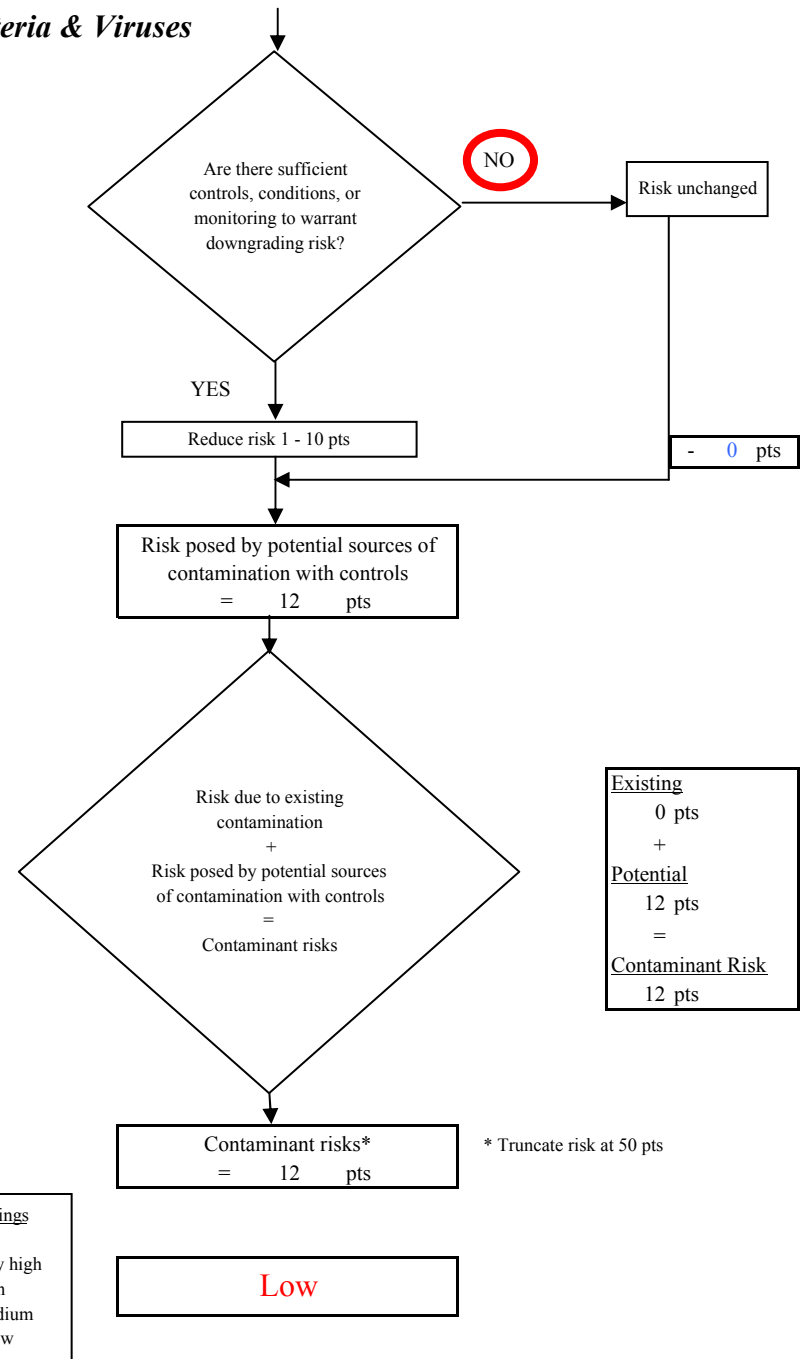 & Viruses
Are there sufficient
controls, conditions, or
monitoring to warrant
downgrading risk?
NO
Risk unchanged
YES
Reduce risk 1 - 10 pts
- 0 pts
Risk posed by potential sources of
contamination with controls
= 12 pts
Risk due to existing
contamination
+
Risk posed by potential sources
of contamination with controls
=
Contaminant risks
Existing
0 pts
+
Potential
12 pts
=
Contaminant Risk
12 pts
Contaminant risks*
= 12 pts
* Truncate risk at 50 pts
high
Low